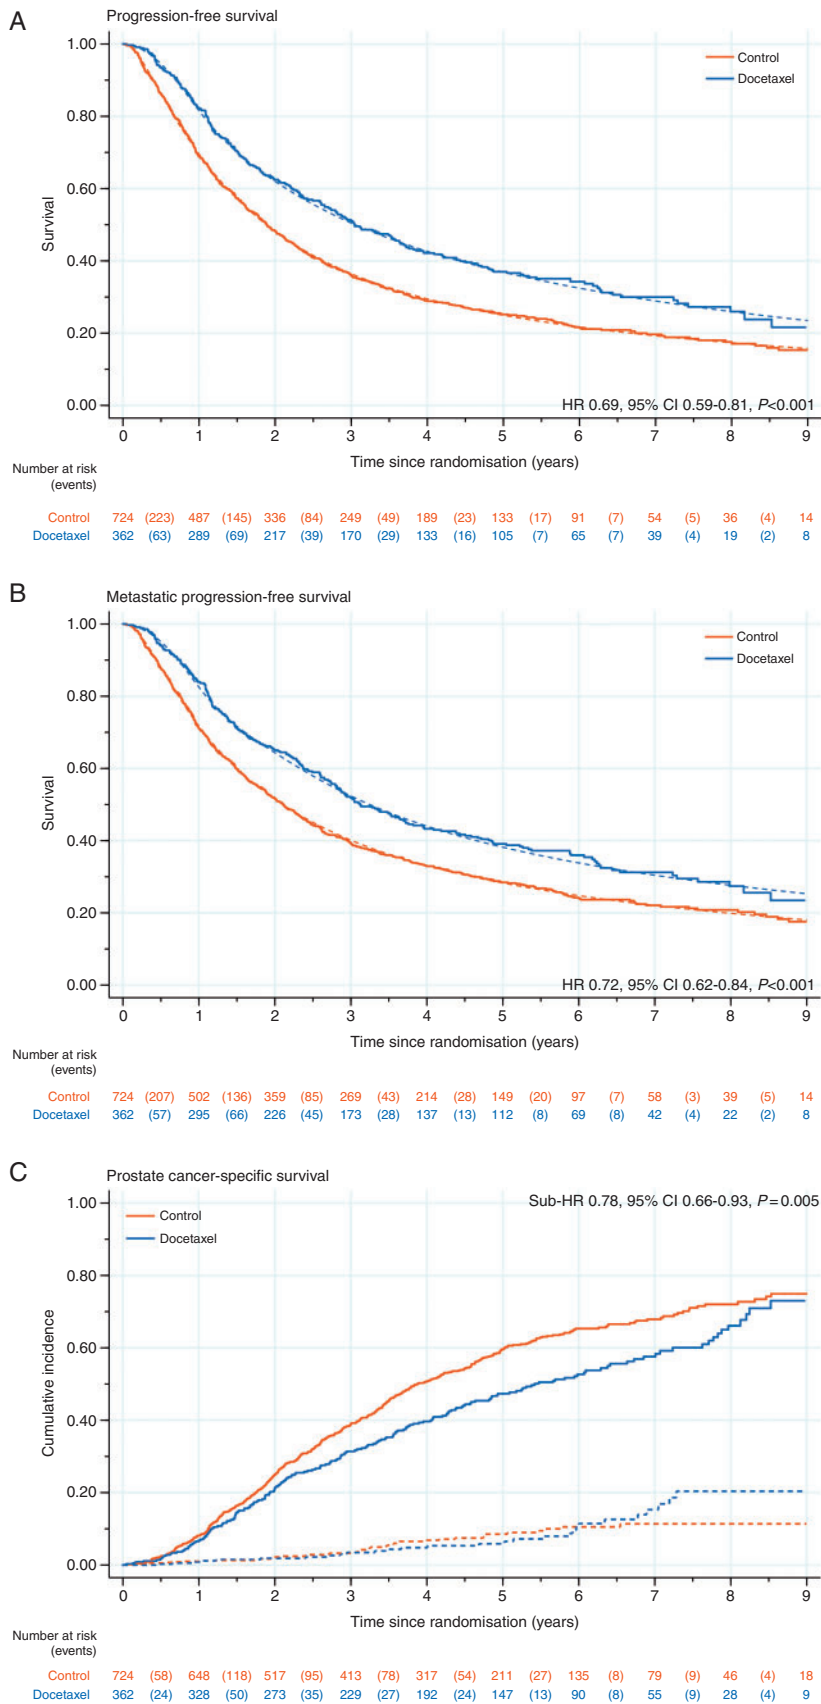 A
Progression-free survival
1.00
Control
Docetaxel
0.80
0.60
Survival
0.40
0.20
0.00
HR 0.69, 95% CI 0.59-0.81, P<0.001
0 1 2 3 4 5 6 7 8 9
Time since randomisation (years)
Number at risk
(events)
Control 724 (223) 487 (145) 336 (84) 249 (49) 189 (23) 133 (17) 91 (7) 54 (5) 36 (4) 14
Docetaxel 362 (63) 289 (69) 217 (39) 170 (29) 133 (16) 105 (7) 65 (7) 39 (4) 19 (2) 8
B
Metastatic progression-free survival
1.00
Control
Docetaxel
0.80
0.60
Survival
0.40
0.20
0.00
HR 0.72, 95% CI 0.62-0.84, P<0.001
0 1 2 3 4 5 6 7 8 9
Time since randomisation (years)
Number at risk
(events)
Control 724 (207) 502 (136) 359 (85) 269 (43) 214 (28) 149 (20) 97 (7) 58 (3) 39 (5) 14
Docetaxel 362 (57) 295 (66) 226 (45) 173 (28) 137 (13) 112 (8) 69 (8) 42 (4) 22 (2) 8
C
Prostate cancer-specific survival
1.00
Sub-HR 0.78, 95% CI 0.66-0.93, P=0.005
Control
Docetaxel
0.80
0.60
Cumulative incidence
0.40
0.20
0.00
0 1 2 3 4 5 6 7 8 9
Time since randomisation (years)
Number at risk
(events)
Control 724 (58) 648 (118) 517 (95) 413 (78) 317 (54) 211 (27) 135 (8) 79 (9) 46 (4) 18
Docetaxel 362 (24) 328 (50) 273 (35) 229 (27) 192 (24) 147 (13) 90 (8) 55 (9) 28 (4) 9